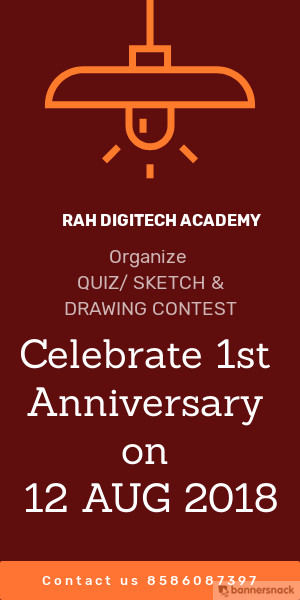 RAH DIGITECH ACADEMY
Organize
QUIZ/ SKETCH &
DRAWING CONTEST
Celebrate 1st
Anniversary
on
12 AUG 2018
Contact us 8586087397
bannersnack